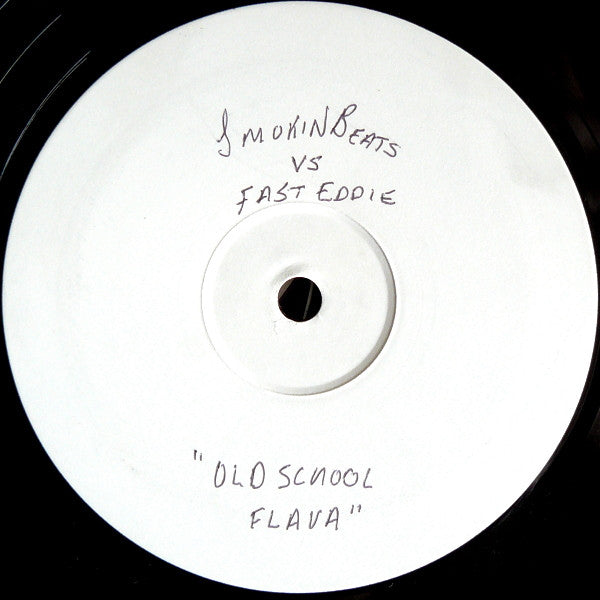 SMOKINBEATS
VS
FAST EDDIE
"OLD SCHOOL
FLAVA"